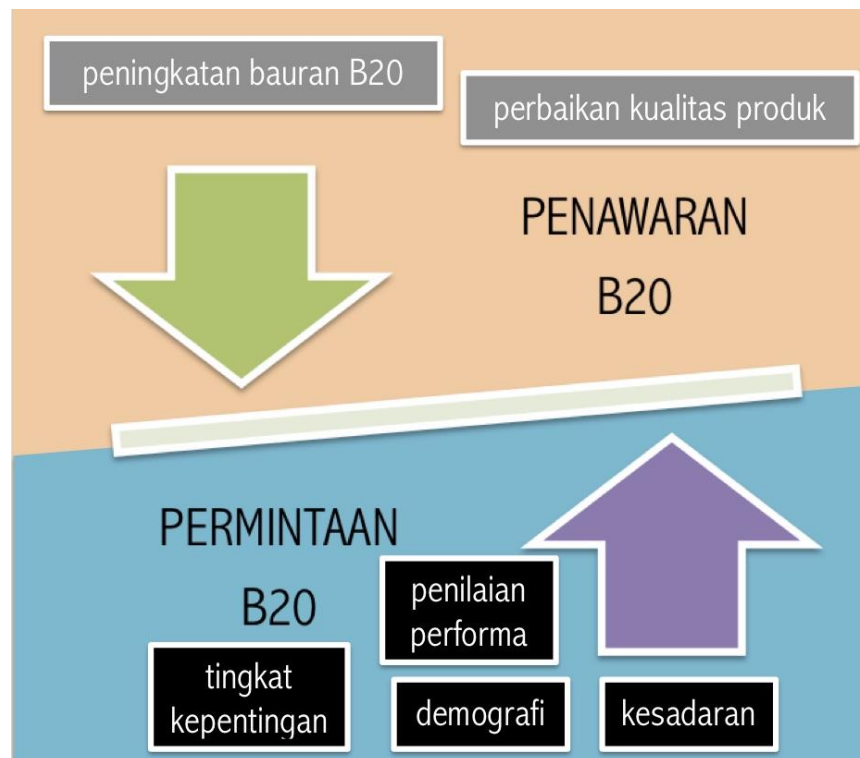 peningkatan bauran B20
perbaikan kualitas produk
PENAWARAN
B20
PERMINTAAN
B20
penilaian
performa
tingkat
kepentingan
demografi
kesadaran